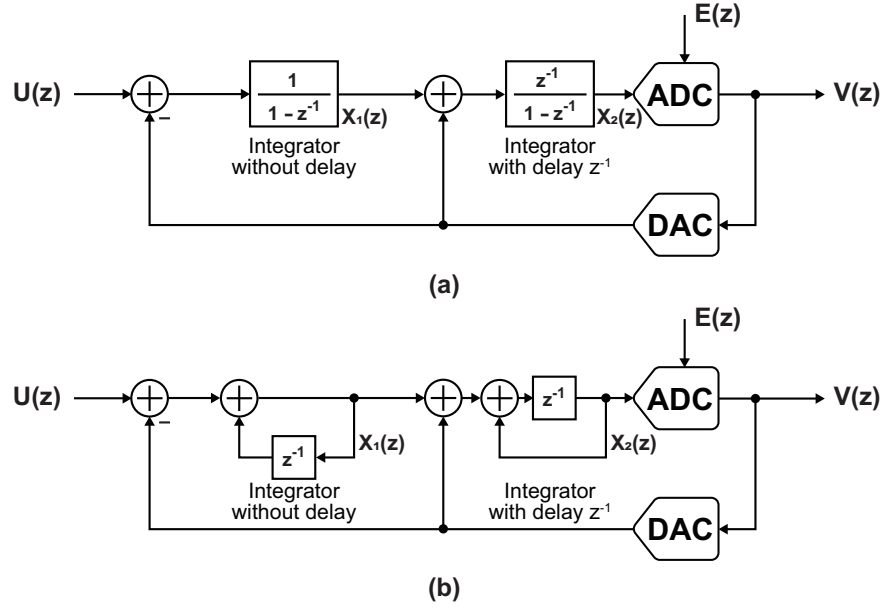 E(z)
U(z)
1
1 – z⁻¹
X₁(z)
z⁻¹
1 – z⁻¹
X₂(z)
ADC
V(z)
–
Integrator
without delay
Integrator
with delay z⁻¹
DAC
(a)
E(z)
U(z)
z⁻¹
ADC
V(z)
–
z⁻¹
X₁(z)
X₂(z)
Integrator
without delay
Integrator
with delay z⁻¹
DAC
(b)